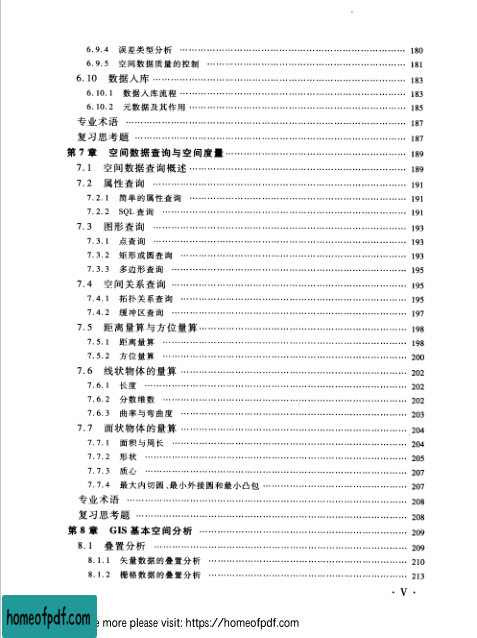 6.9.4 误差类型分析 …… 180
6.9.5 空间数据质量的控制 …… 181
6.10 数据入库 …… 183
6.10.1 数据入库流程 …… 183
6.10.2 元数据及其作用 …… 185
专业术语 …… 187
复习思考题 …… 187
第7章 空间数据查询与空间度量 …… 189
7.1 空间数据查询概述 …… 189
7.2 属性查询 …… 191
7.2.1 简单的属性查询 …… 191
7.2.2 SQL查询 …… 191
7.3 图形查询 …… 193
7.3.1 点查询 …… 193
7.3.2 矩形或圆查询 …… 193
7.3.3 多边形查询 …… 195
7.4 空间关系查询 …… 195
7.4.1 拓扑关系查询 …… 195
7.4.2 缓冲区查询 …… 197
7.5 距离量算与方位量算 …… 198
7.5.1 距离量算 …… 198
7.5.2 方位量算 …… 200
7.6 线状物体的量算 …… 202
7.6.1 长度 …… 202
7.6.2 分数维数 …… 202
7.6.3 曲率与弯曲度 …… 203
7.7 面状物体的量算 …… 204
7.7.1 面积与周长 …… 204
7.7.2 形状 …… 205
7.7.3 质心 …… 207
7.7.4 最大内切圆、最小外接圆和最小凸包 …… 207
专业术语 …… 208
复习思考题 …… 208
第8章 GIS基本空间分析 …… 209
8.1 叠置分析 …… 209
8.1.1 矢量数据的叠置分析 …… 210
8.1.2 栅格数据的叠置分析 …… 213
· V ·
homeofpdf.com
more please visit: https://homeofpdf.com